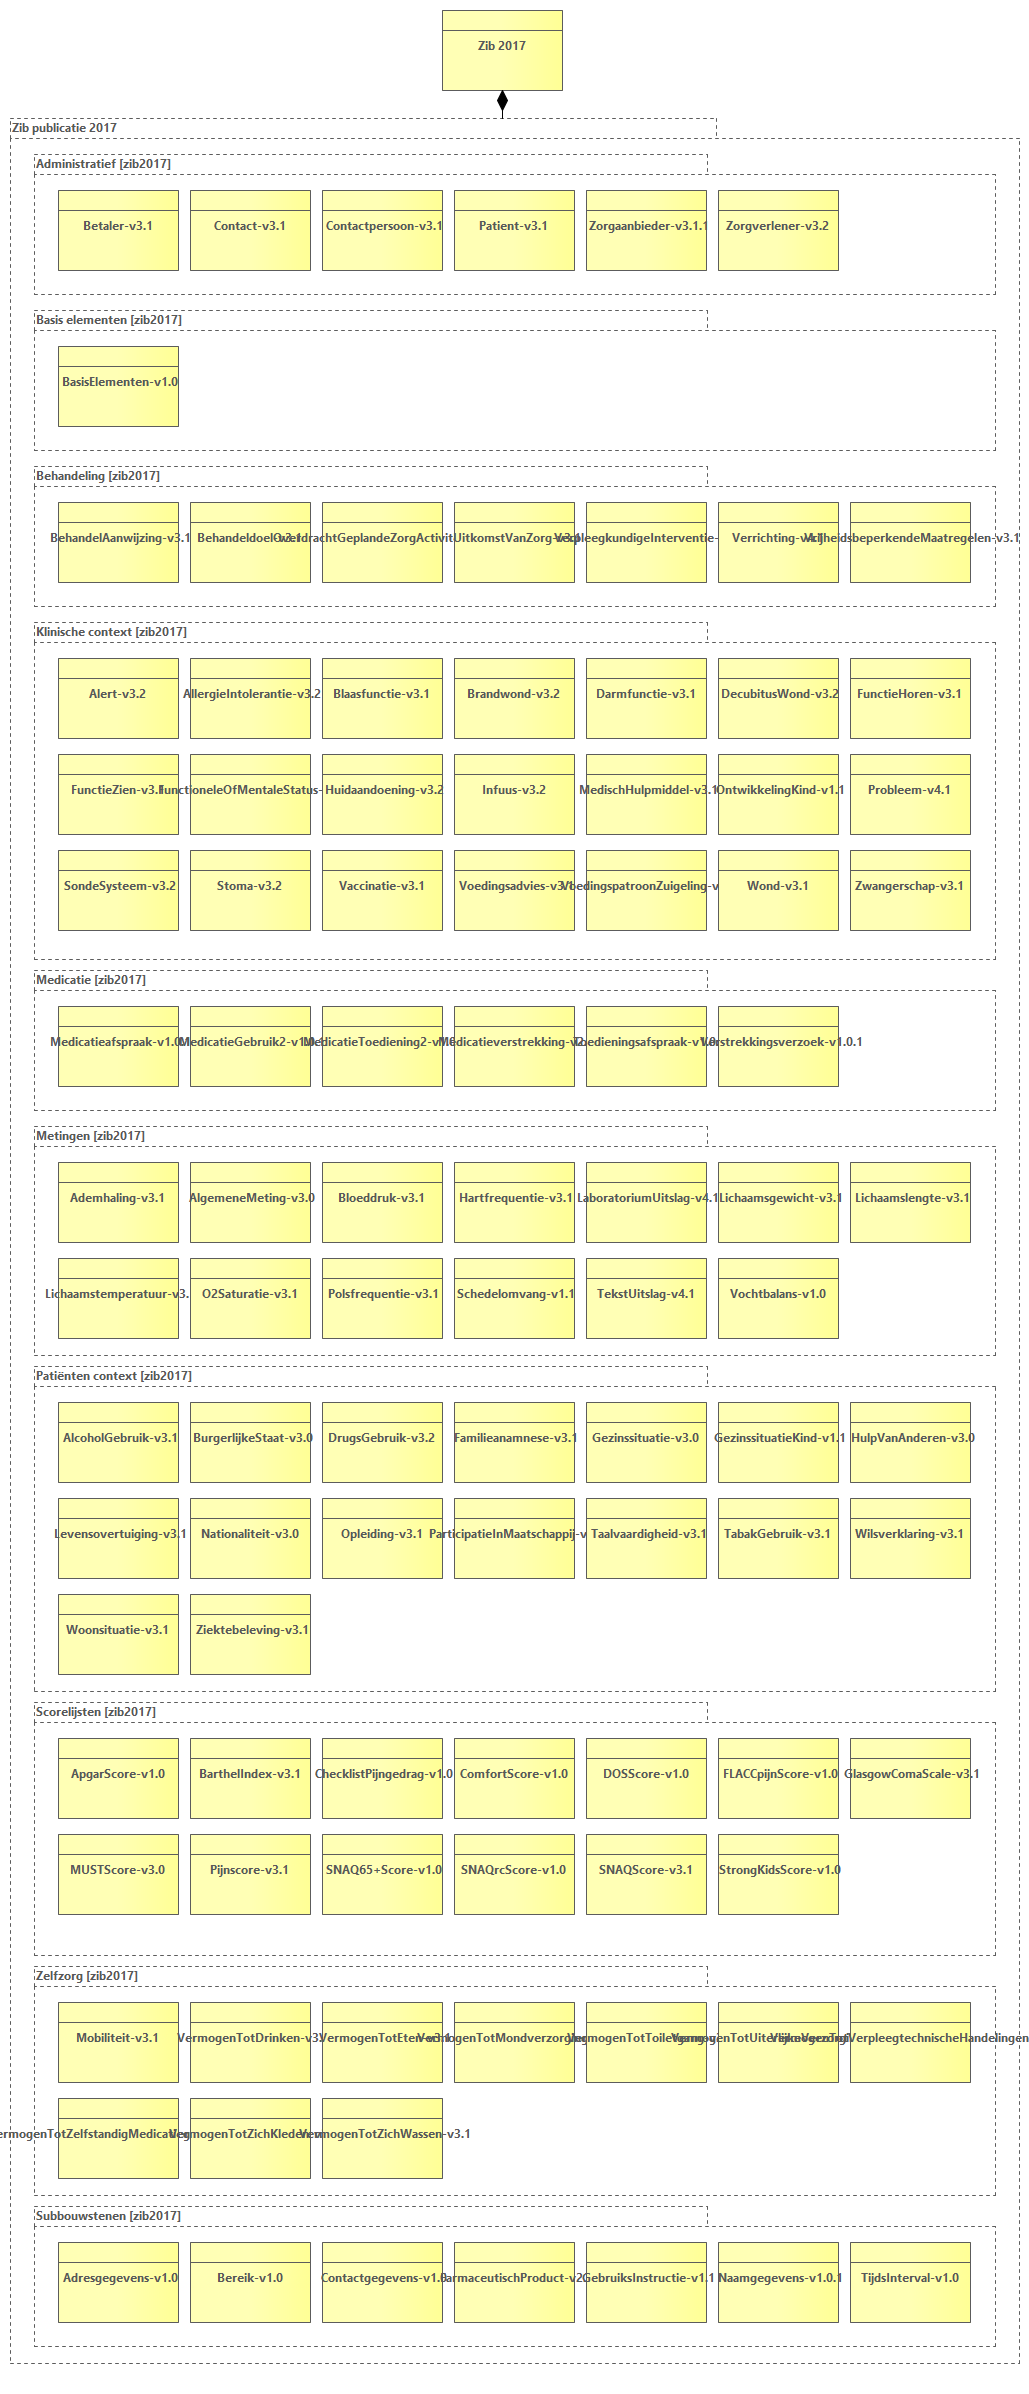 Zib 2017
Zib publicatie 2017
Administratief [zib2017]
Betaler-v3.1
Contact-v3.1
Contactpersoon-v3.1
Patient-v3.1
Zorgaanbieder-v3.1.1
Zorgverlener-v3.2
Basis elementen [zib2017]
BasisElementen-v1.0
Behandeling [zib2017]
BehandelAanwijzing-v3.1
Behandeldoel-v3.1
OverdrachtGeplandeZorgActivit
UitkomstVanZorg-v3.1
VerpleegkundigeInterventie-
Verrichting-v4.1
VrijheidsbeperkendeMaatregelen-v3.1
Klinische context [zib2017]
Alert-v3.2
AllergieIntolerantie-v3.2
Blaasfunctie-v3.1
Brandwond-v3.2
Darmfunctie-v3.1
DecubitusWond-v3.2
FunctieHoren-v3.1
FunctieZien-v3.1
FunctioneleOfMentaleStatus-
Huidaandoening-v3.2
Infuus-v3.2
MedischHulpmiddel-v3.1
OntwikkelingKind-v1.1
Probleem-v4.1
SondeSysteem-v3.2
Stoma-v3.2
Vaccinatie-v3.1
Voedingsadvies-v3.1
VoedingspatroonZuigeling-v
Wond-v3.1
Zwangerschap-v3.1
Medicatie [zib2017]
Medicatieafspraak-v1.0
MedicatieGebruik2-v1.0.1
MedicatieToediening2-v1.0
Medicatieverstrekking-v2.
Toedieningsafspraak-v1.0
Verstrekkingsverzoek-v1.0.1
Metingen [zib2017]
Ademhaling-v3.1
AlgemeneMeting-v3.0
Bloeddruk-v3.1
Hartfrequentie-v3.1
LaboratoriumUitslag-v4.1
Lichaamsgewicht-v3.1
Lichaamslengte-v3.1
Lichaamstemperatuur-v3.
O2Saturatie-v3.1
Polsfrequentie-v3.1
Schedelomvang-v1.1
TekstUitslag-v4.1
Vochtbalans-v1.0
Patiënten context [zib2017]
AlcoholGebruik-v3.1
BurgerlijkeStaat-v3.0
DrugsGebruik-v3.2
Familieanamnese-v3.1
Gezinssituatie-v3.0
GezinssituatieKind-v1.1
HulpVanAnderen-v3.0
Levensovertuiging-v3.1
Nationaliteit-v3.0
Opleiding-v3.1
ParticipatieInMaatschappij-v
Taalvaardigheid-v3.1
TabakGebruik-v3.1
Wilsverklaring-v3.1
Woonsituatie-v3.1
Ziektebeleving-v3.1
Scorelijsten [zib2017]
ApgarScore-v1.0
BarthelIndex-v3.1
ChecklistPijngedrag-v1.0
ComfortScore-v1.0
DOSScore-v1.0
FLACCpijnScore-v1.0
GlasgowComaScale-v3.1
MUSTScore-v3.0
Pijnscore-v3.1
SNAQ65+Score-v1.0
SNAQrcScore-v1.0
SNAQScore-v3.1
StrongKidsScore-v1.0
Zelfzorg [zib2017]
Mobiliteit-v3.1
VermogenTotDrinken-v3.
VermogenTotEten-v3.1
VermogenTotMondverzorging
VermogenTotToiletgang-v
VermogenTotUiterlijkeVerzorgi
VermogenTotVerpleegtechnischeHandelingen
ermogenTotZelfstandigMedicatieg
VermogenTotZichKleden-v
VermogenTotZichWassen-v3.1
Subbouwstenen [zib2017]
Adresgegevens-v1.0
Bereik-v1.0
Contactgegevens-v1.0
armaceutischProduct-v2.
GebruiksInstructie-v1.1
Naamgegevens-v1.0.1
TijdsInterval-v1.0